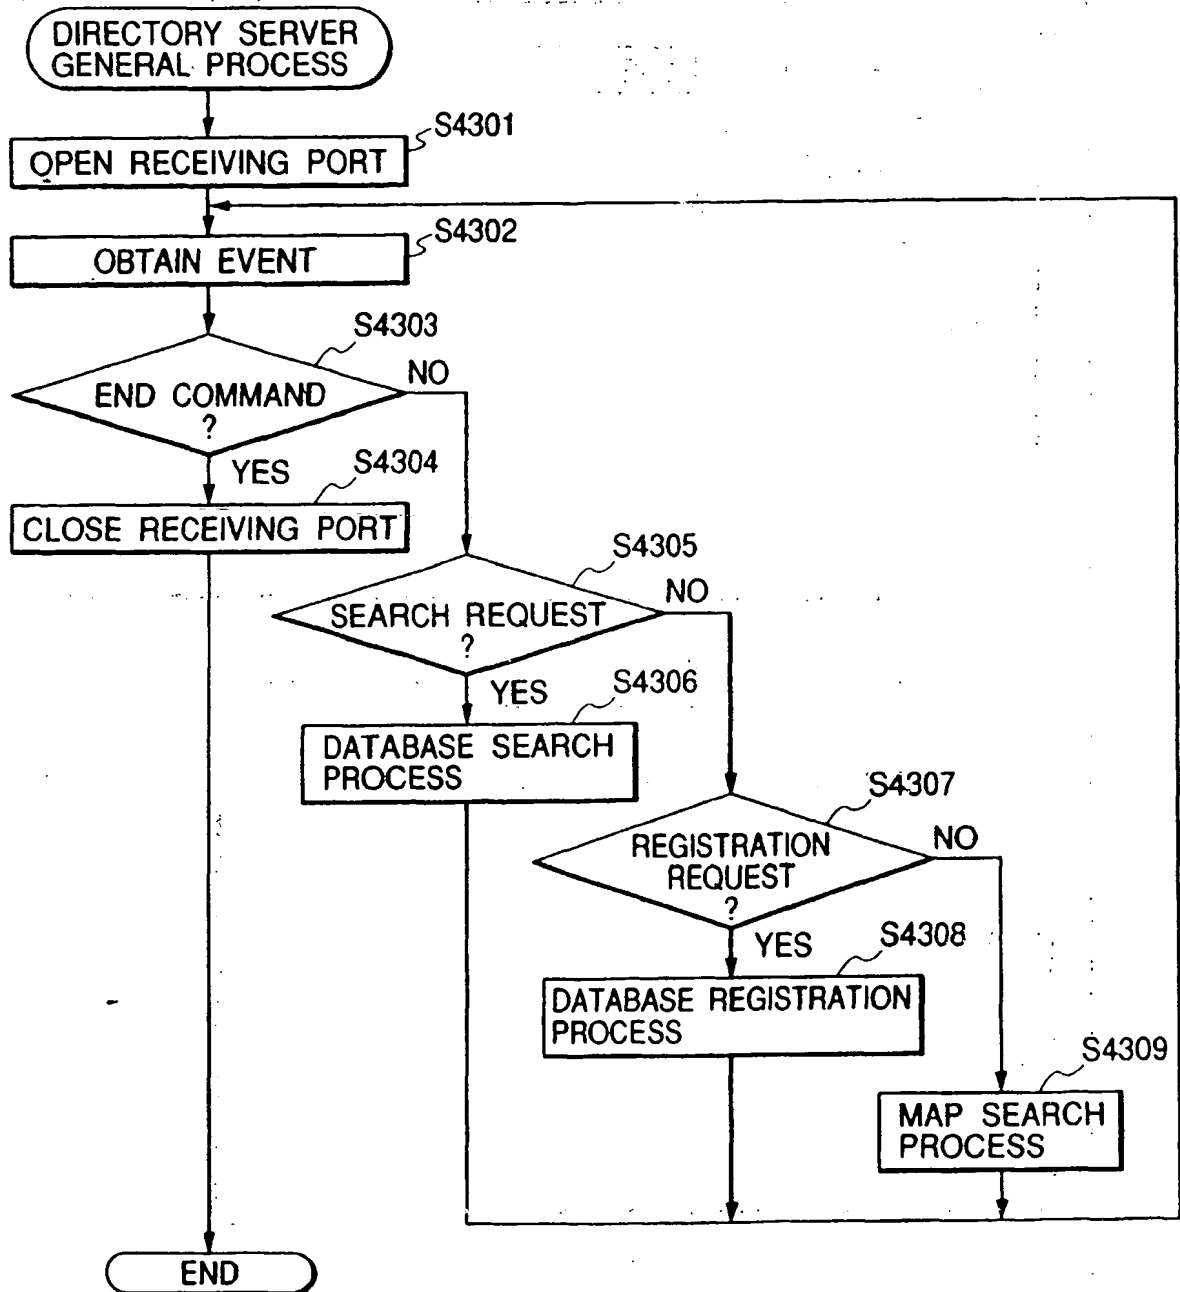 DIRECTORY SERVER
GENERAL PROCESS
S4301
OPEN RECEIVING PORT
S4302
OBTAIN EVENT
S4303
END COMMAND
?
NO
YES
S4304
CLOSE RECEIVING PORT
S4305
SEARCH REQUEST
?
NO
YES
S4306
DATABASE SEARCH
PROCESS
S4307
REGISTRATION
REQUEST
?
NO
YES
S4308
DATABASE REGISTRATION
PROCESS
S4309
MAP SEARCH
PROCESS
END